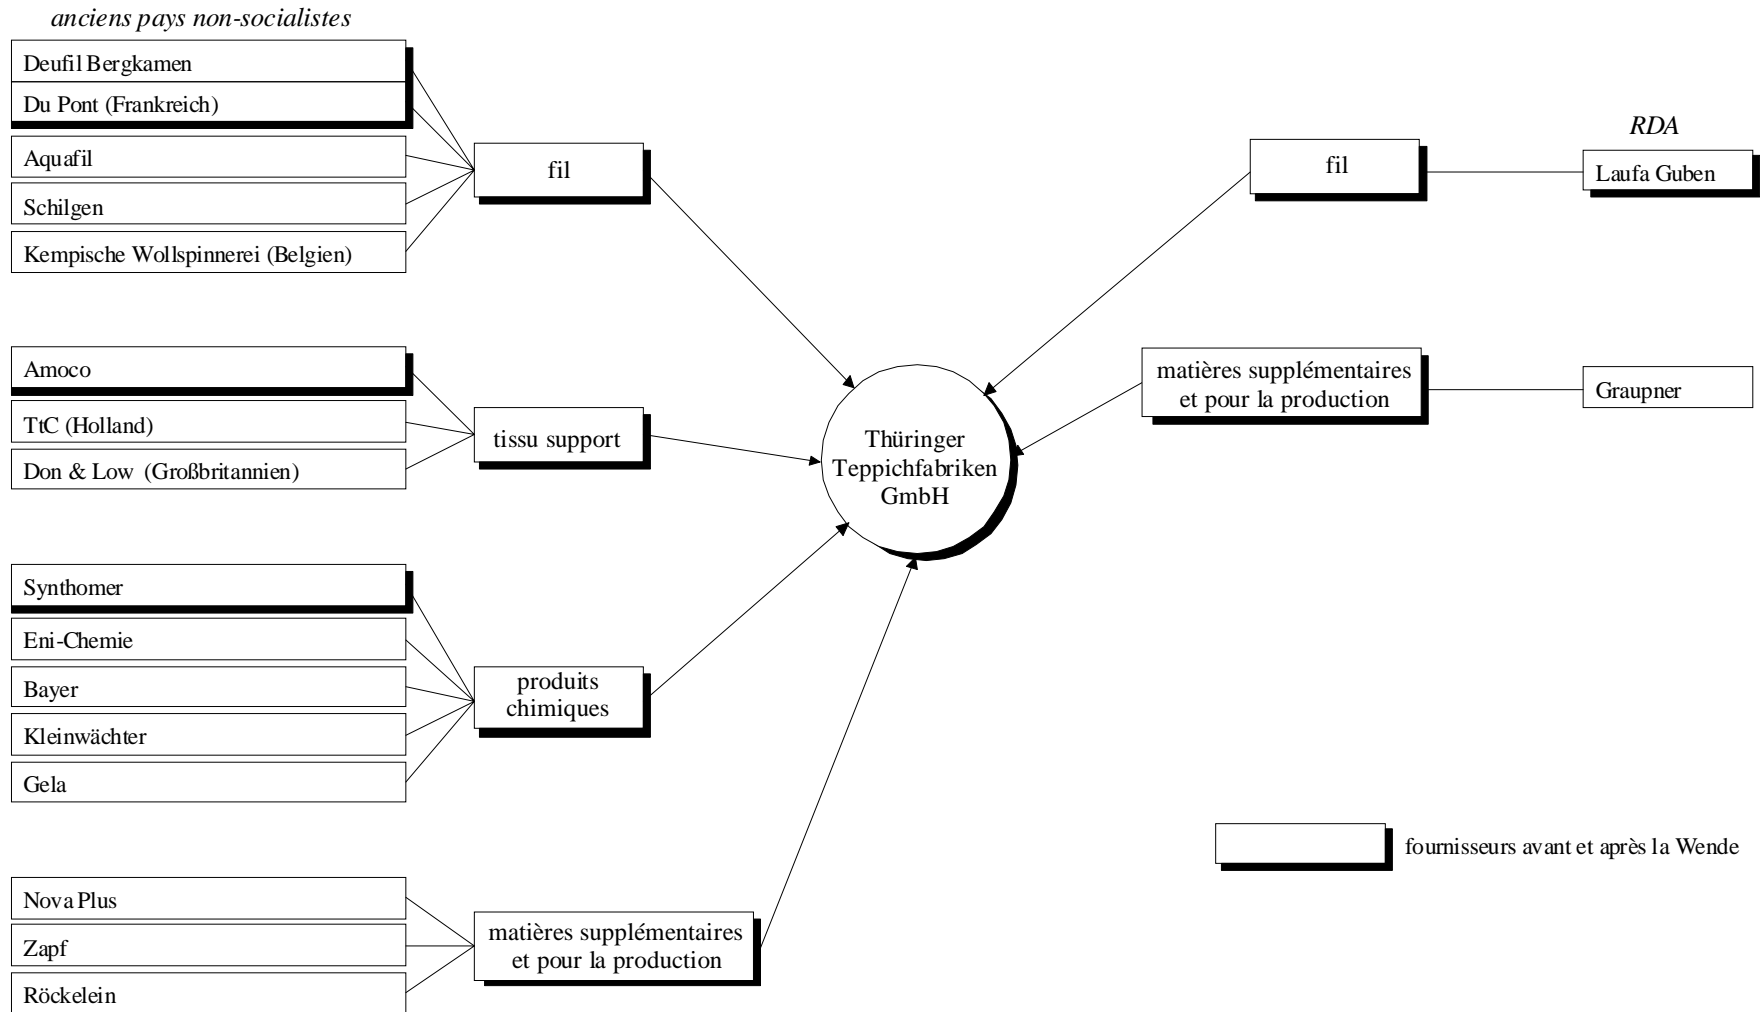 anciens pays non-socialistes
Deufil Bergkamen
Du Pont (Frankreich)
Aquafil
Schilgen
Kempische Wollspinnerei (Belgien)
fil
Amoco
TtC (Holland)
Don & Low (Großbritannien)
tissu support
Synthomer
Eni-Chemie
Bayer
Kleinwächter
Gela
produits
chimiques
Nova Plus
Zapf
Röckelein
matières supplémentaires
et pour la production
Thüringer
Teppichfabriken
GmbH
fil
RDA
Laufa Guben
matières supplémentaires
et pour la production
Graupner
fournisseurs avant et après la Wende